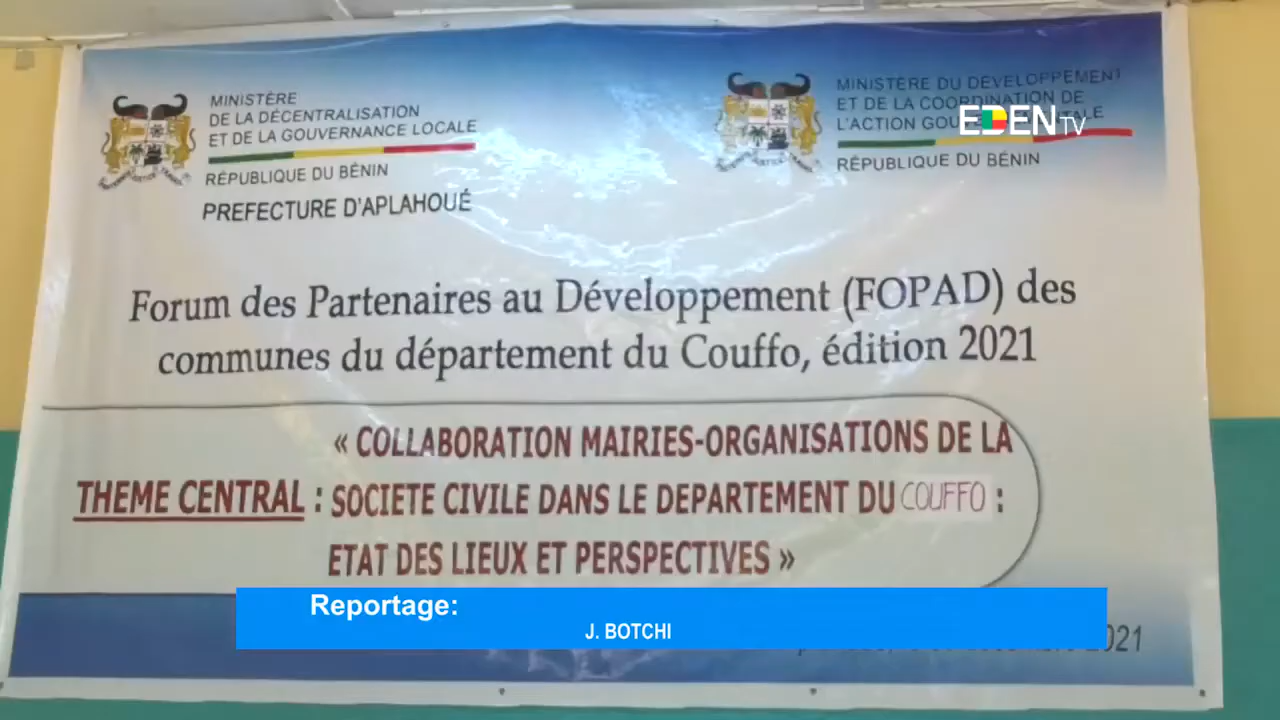 MINISTÈRE
DE LA DÉCENTRALISATION
ET DE LA GOUVERNANCE LOCALE
RÉPUBLIQUE DU BÉNIN
PREFECTURE D'APLAHOUÉ
MINISTÈRE DU DÉVELOPPEMENT
ET DE LA COORDINATION DE
L'ACTION
RÉPUBLIQUE DU BÉNIN
EDEN TV
Forum des Partenaires au Développement (FOPAD) des
communes du département du Couffo, édition 2021
THEME CENTRAL :
« COLLABORATION MAIRIES-ORGANISATIONS DE LA
SOCIETE CIVILE DANS LE DEPARTEMENT DU COUFFO :
ETAT DES LIEUX ET PERSPECTIVES »
Reportage:
J. BOTCHI
2021